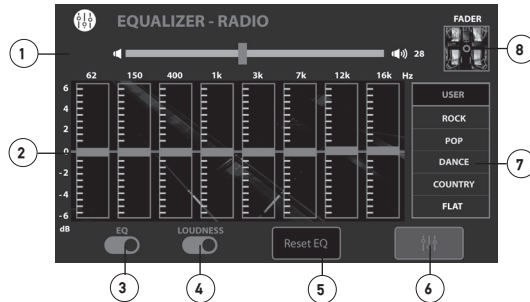 EQUALIZER - RADIO
FADER
8
1
28
62 150 400 1k 3k 7k 12k 16k Hz
6
4
2
0
-2
-4
-6
dB
2
USER
ROCK
POP
DANCE
COUNTRY
FLAT
7
EQ
LOUDNESS
Reset EQ
3
4
5
6